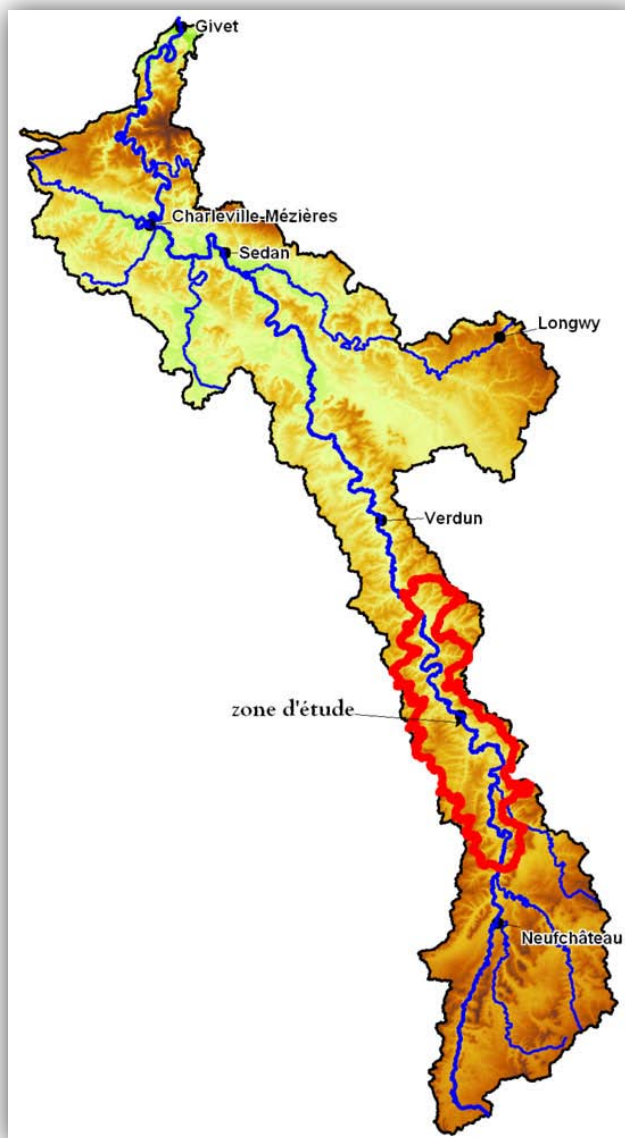 Givet
Charleville-Mézières
Sedan
Longwy
Verdun
zone d'étude
Neufchâteau